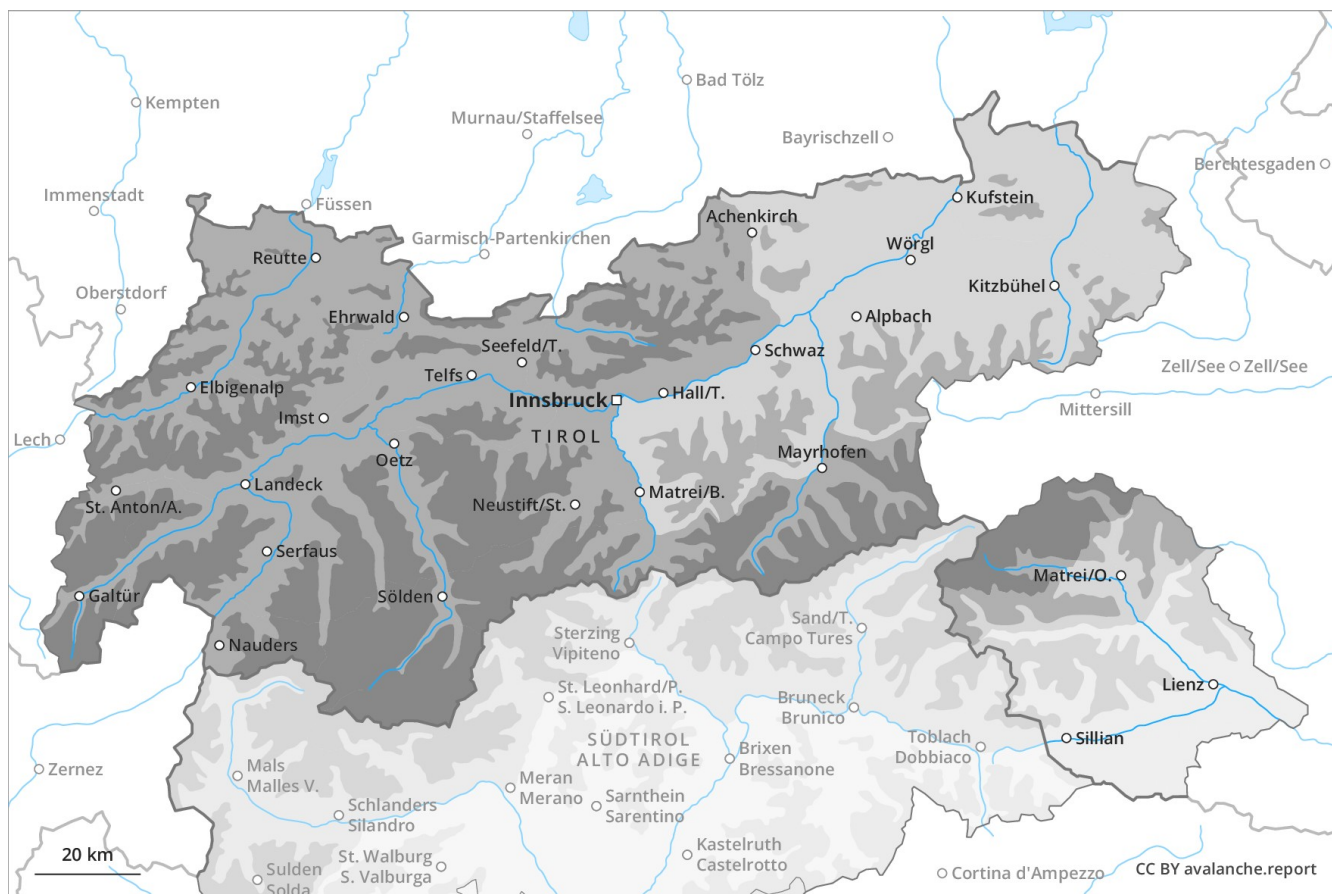 Kempten
Bad Tölz
Murnau/Staffelsee
Bayrischzell
Berchtesgaden
Immenstadt
Füssen
Kufstein
Achenkirch
Garmisch-Partenkirchen
Wörgl
Reutte
Kitzbühel
Oberstdorf
Ehrwald
Alpbach
Seefeld/T.
Schwaz
Zell/See
Zell/See
Telfs
Elbigenalp
Innsbruck
Hall/T.
Mittersill
Imst
Lech
TIROL
Oetz
Mayrhofen
Landeck
Matrei/B.
St. Anton/A.
Neustift/St.
Serfaus
Matrei/O.
Galtür
Sölden
Sand/T.
Campo Tures
Sterzing
Vipiteno
Nauders
Lienz
St. Leonhard/P.
S. Leonardo i. P.
Bruneck
Brunico
SÜDTIROL
ALTO ADIGE
Sillian
Toblach
Dobbiaco
Brixen
Bressanone
Zernez
Mals
Malles V.
Meran
Merano
Sarnthein
Sarentino
Schlanders
Silandro
Kastelruth
Castelrotto
20 km
St. Walburg
S. Valburga
Sulden
Solda
Cortina d'Ampezzo
CC BY avalanche.report